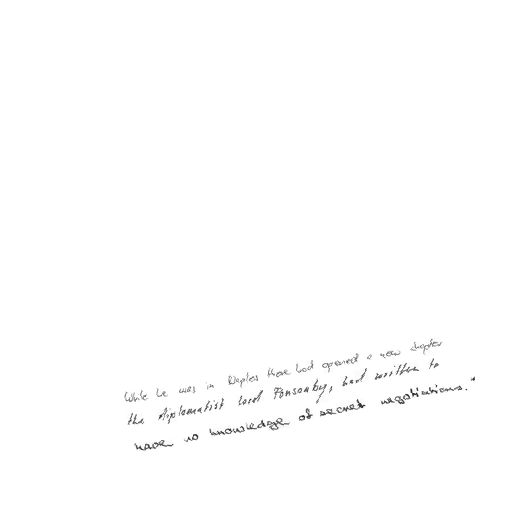 While he was in Naples there had opened a new chapter
the diplomatist Lord Ponsonby, had written to
have no knowledge of secret negotiations."